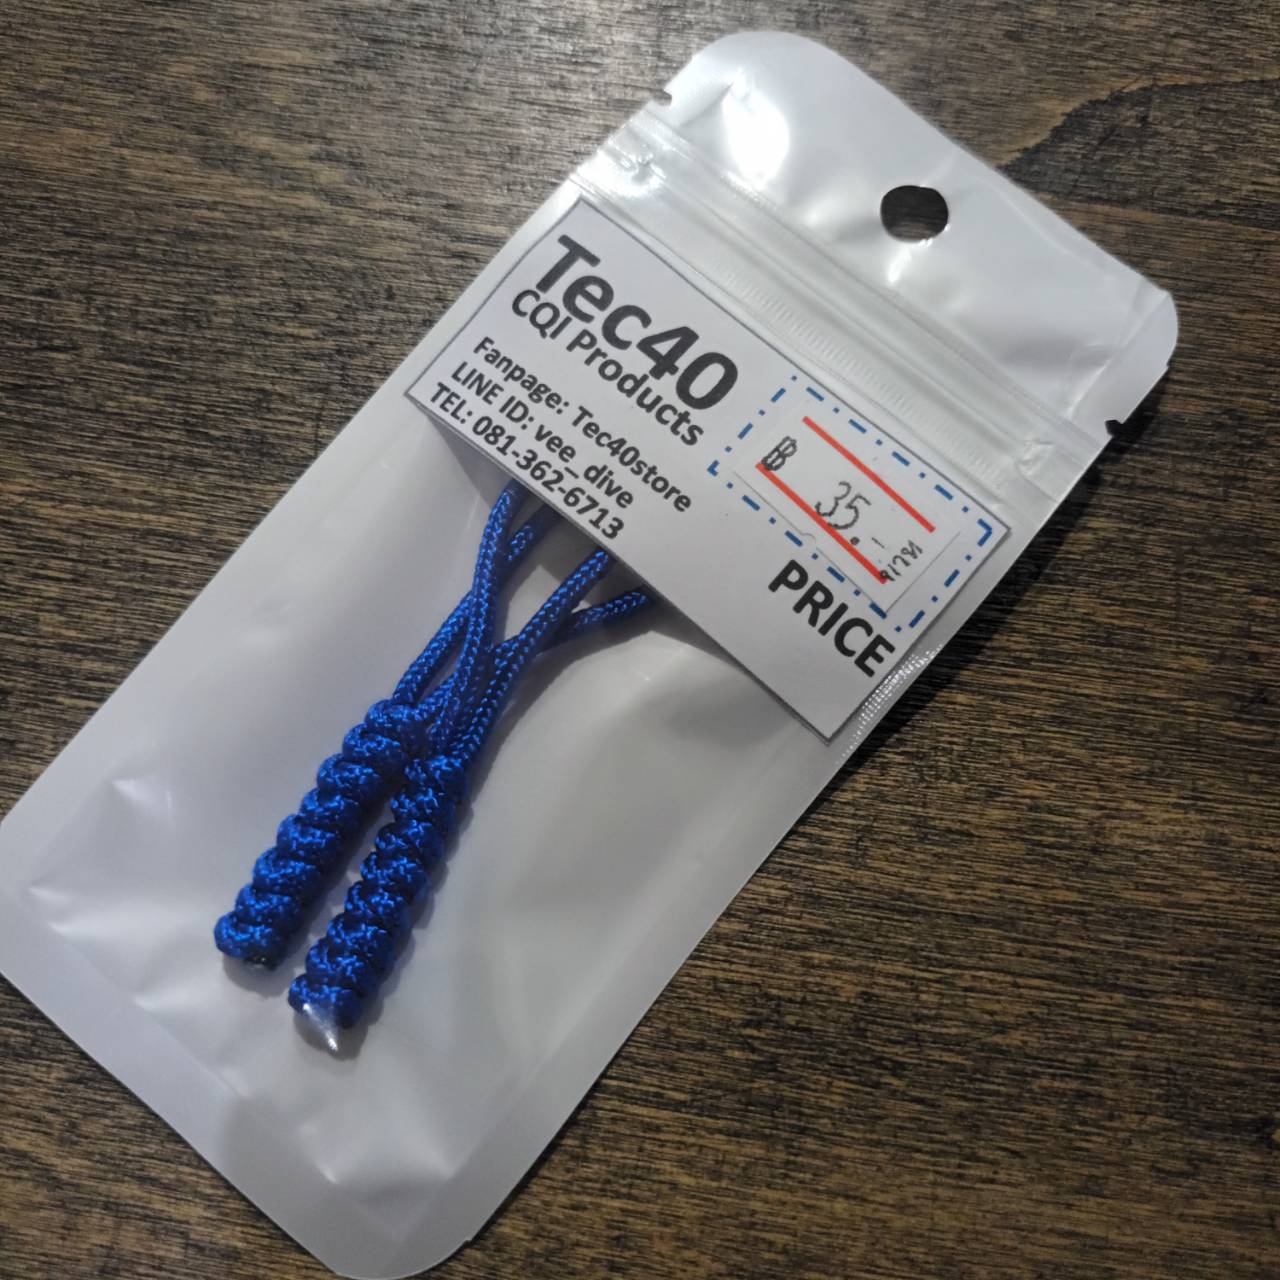 Tec40
CQI Products
Fanpage: Tec40store
LINE ID: vee_dive
TEL: 081-362-6713
฿ 35.-
PRICE